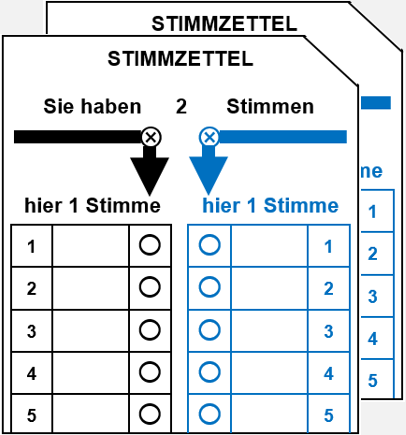 STIMMZETTEL
STIMMZETTEL
Sie haben 2 Stimmen
hier 1 Stimme hier 1 Stimme
me
1 1 1
2 2 2
3 3 3
4 4 4
5 5 5